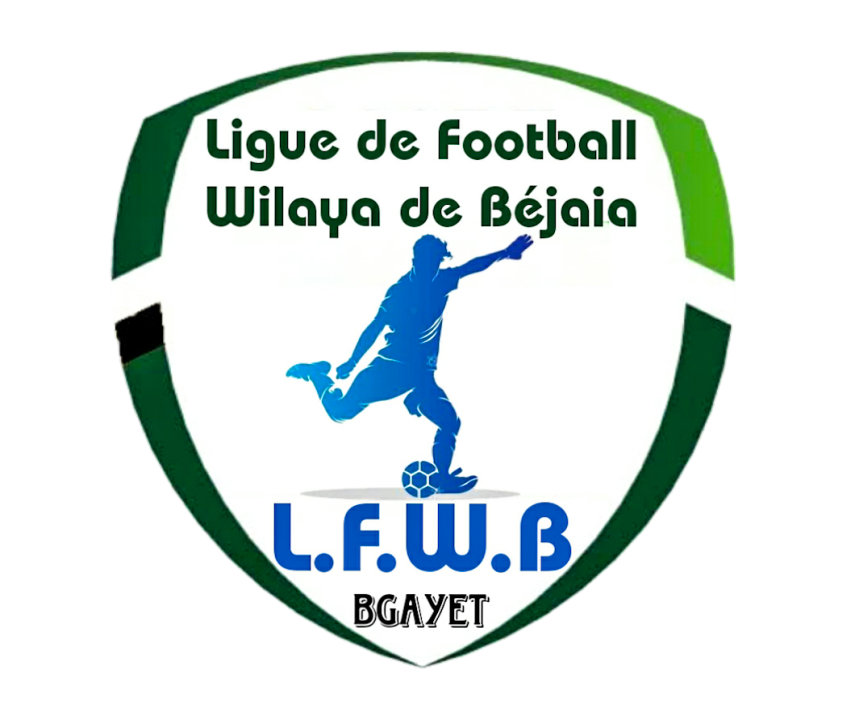 Ligue de Football
Wilaya de Béjaia
L.F.W.B
BGAYET